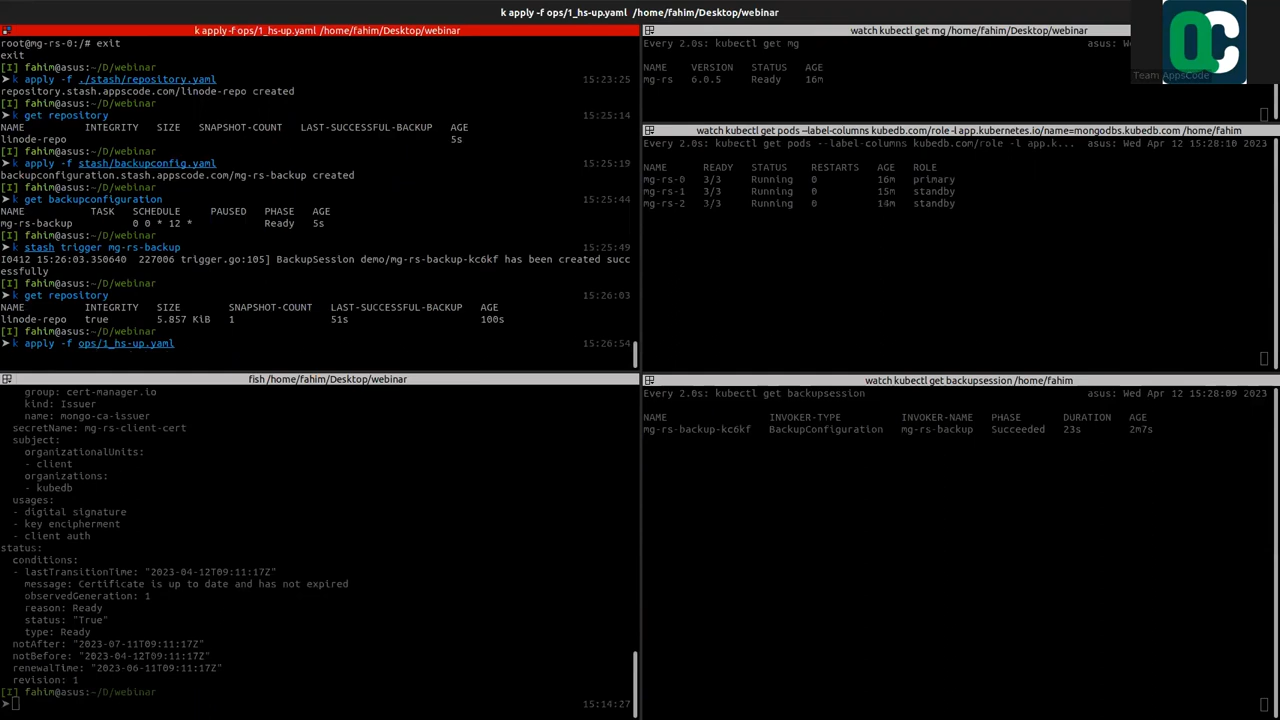 k apply -f ops/1_hs-up.yaml  /home/fahim/Desktop/webinar
k apply -f ops/1_hs-up.yaml /home/fahim/Desktop/webinar
root@mg-rs-0:/# exit
exit
[I] fahim@asus:~/D/webinar
➤ k apply -f ./stash/repository.yaml 15:23:25
repository.stash.appscode.com/linode-repo created
[I] fahim@asus:~/D/webinar
➤ k get repository 15:25:14
NAME INTEGRITY SIZE SNAPSHOT-COUNT LAST-SUCCESSFUL-BACKUP AGE
linode-repo 5s
[I] fahim@asus:~/D/webinar
➤ k apply -f stash/backupconfig.yaml 15:25:19
backupconfiguration.stash.appscode.com/mg-rs-backup created
[I] fahim@asus:~/D/webinar
➤ k get backupconfiguration 15:25:44
NAME TASK SCHEDULE PAUSED PHASE AGE
mg-rs-backup 0 0 * 12 * Ready 5s
[I] fahim@asus:~/D/webinar
➤ k stash trigger mg-rs-backup 15:25:49
I0412 15:26:03.350640  227006 trigger.go:105] BackupSession demo/mg-rs-backup-kc6kf has been created succ
essfully
[I] fahim@asus:~/D/webinar
➤ k get repository 15:26:03
NAME INTEGRITY SIZE SNAPSHOT-COUNT LAST-SUCCESSFUL-BACKUP AGE
linode-repo true 5.857 KiB 1 51s 100s
[I] fahim@asus:~/D/webinar
➤ k apply -f ops/1_hs-up.yaml 15:26:54
fish /home/fahim/Desktop/webinar
group: cert-manager.io
kind: Issuer
name: mongo-ca-issuer
secretName: mg-rs-client-cert
subject:
organizationalUnits:
- client
organizations:
- kubedb
usages:
- digital signature
- key encipherment
- client auth
status:
conditions:
- lastTransitionTime: "2023-04-12T09:11:17Z"
message: Certificate is up to date and has not expired
observedGeneration: 1
reason: Ready
status: "True"
type: Ready
notAfter: "2023-07-11T09:11:17Z"
notBefore: "2023-04-12T09:11:17Z"
renewalTime: "2023-06-11T09:11:17Z"
revision: 1
[I] fahim@asus:~/D/webinar
➤ 15:14:27
watch kubectl get mg /home/fahim/Desktop/webinar
Every 2.0s: kubectl get mg asus: We
NAME VERSION STATUS AGE
mg-rs 6.0.5 Ready 16m
Team AppsCode
watch kubectl get pods --label-columns kubedb.com/role -l app.kubernetes.io/name=mongodbs.kubedb.com /home/fahim
Every 2.0s: kubectl get pods --label-columns kubedb.com/role -l app.k... asus: Wed Apr 12 15:28:10 2023
NAME READY STATUS RESTARTS AGE ROLE
mg-rs-0 3/3 Running 0 16m primary
mg-rs-1 3/3 Running 0 15m standby
mg-rs-2 3/3 Running 0 14m standby
watch kubectl get backupsession /home/fahim
Every 2.0s: kubectl get backupsession asus: Wed Apr 12 15:28:09 2023
NAME INVOKER-TYPE INVOKER-NAME PHASE DURATION AGE
mg-rs-backup-kc6kf BackupConfiguration mg-rs-backup Succeeded 23s 2m7s